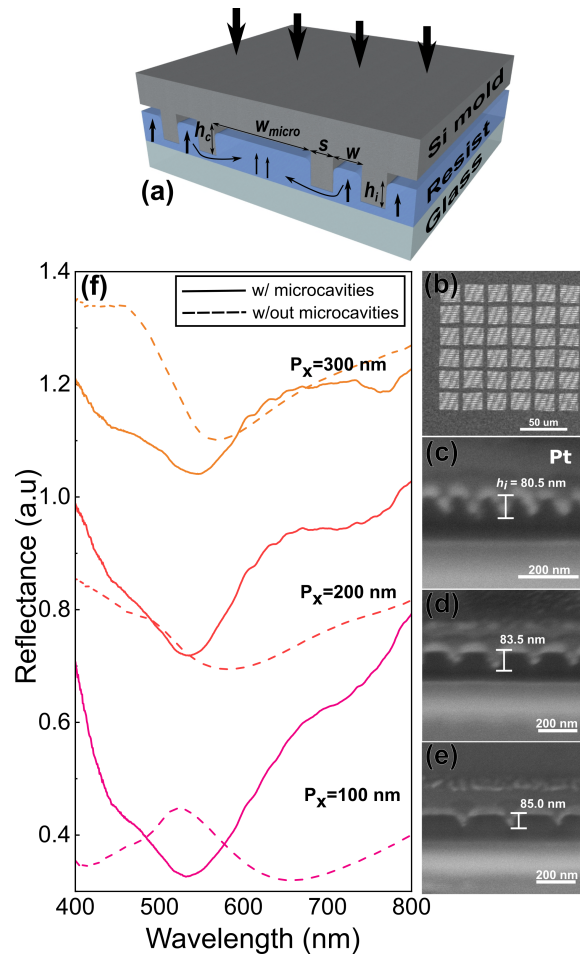 h_c
w_micro
s
w
h_i
Si mold
Resist
Glass
(a)
(f)
1.4
1.2
1.0
0.8
0.6
0.4
w/ microcavities
w/out microcavities
P_x=300 nm
P_x=200 nm
P_x=100 nm
400
500
600
700
800
Reflectance (a.u)
Wavelength (nm)
(b)
50 um
(c)
Pt
h_i = 80.5 nm
200 nm
(d)
83.5 nm
200 nm
(e)
85.0 nm
200 nm